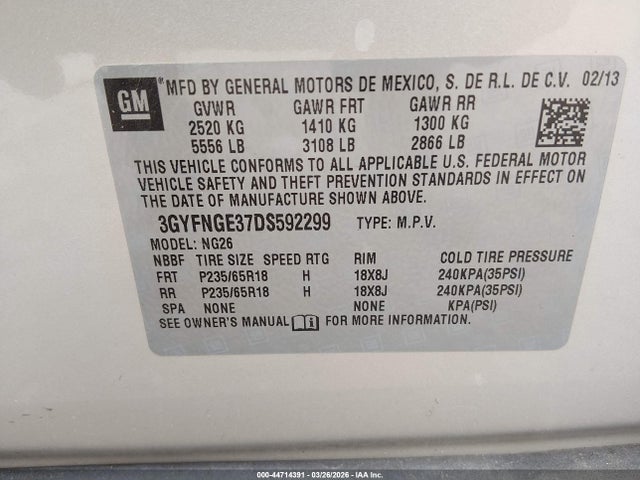 GM ® MFD BY GENERAL MOTORS DE MEXICO, S. DE R.L. DE C.V. 02/13
GVWR GAWR FRT GAWR RR
2520 KG 1410 KG 1300 KG
5556 LB 3108 LB 2866 LB
THIS VEHICLE CONFORMS TO ALL APPLICABLE U.S. FEDERAL MOTOR
VEHICLE SAFETY AND THEFT PREVENTION STANDARDS IN EFFECT ON
THE DATE OF MANUFACTURE SHOWN ABOVE.
3GYFNGE37DS592299 TYPE: M.P.V.
MODEL: NG26
NBBF TIRE SIZE SPEED RTG RIM COLD TIRE PRESSURE
FRT P235/65R18 H 18X8J 240KPA(35PSI)
RR P235/65R18 H 18X8J 240KPA(35PSI)
SPA NONE NONE KPA(PSI)
SEE OWNER'S MANUAL i FOR MORE INFORMATION.
000-44714391 | 03/26/2026 | IAA Inc.